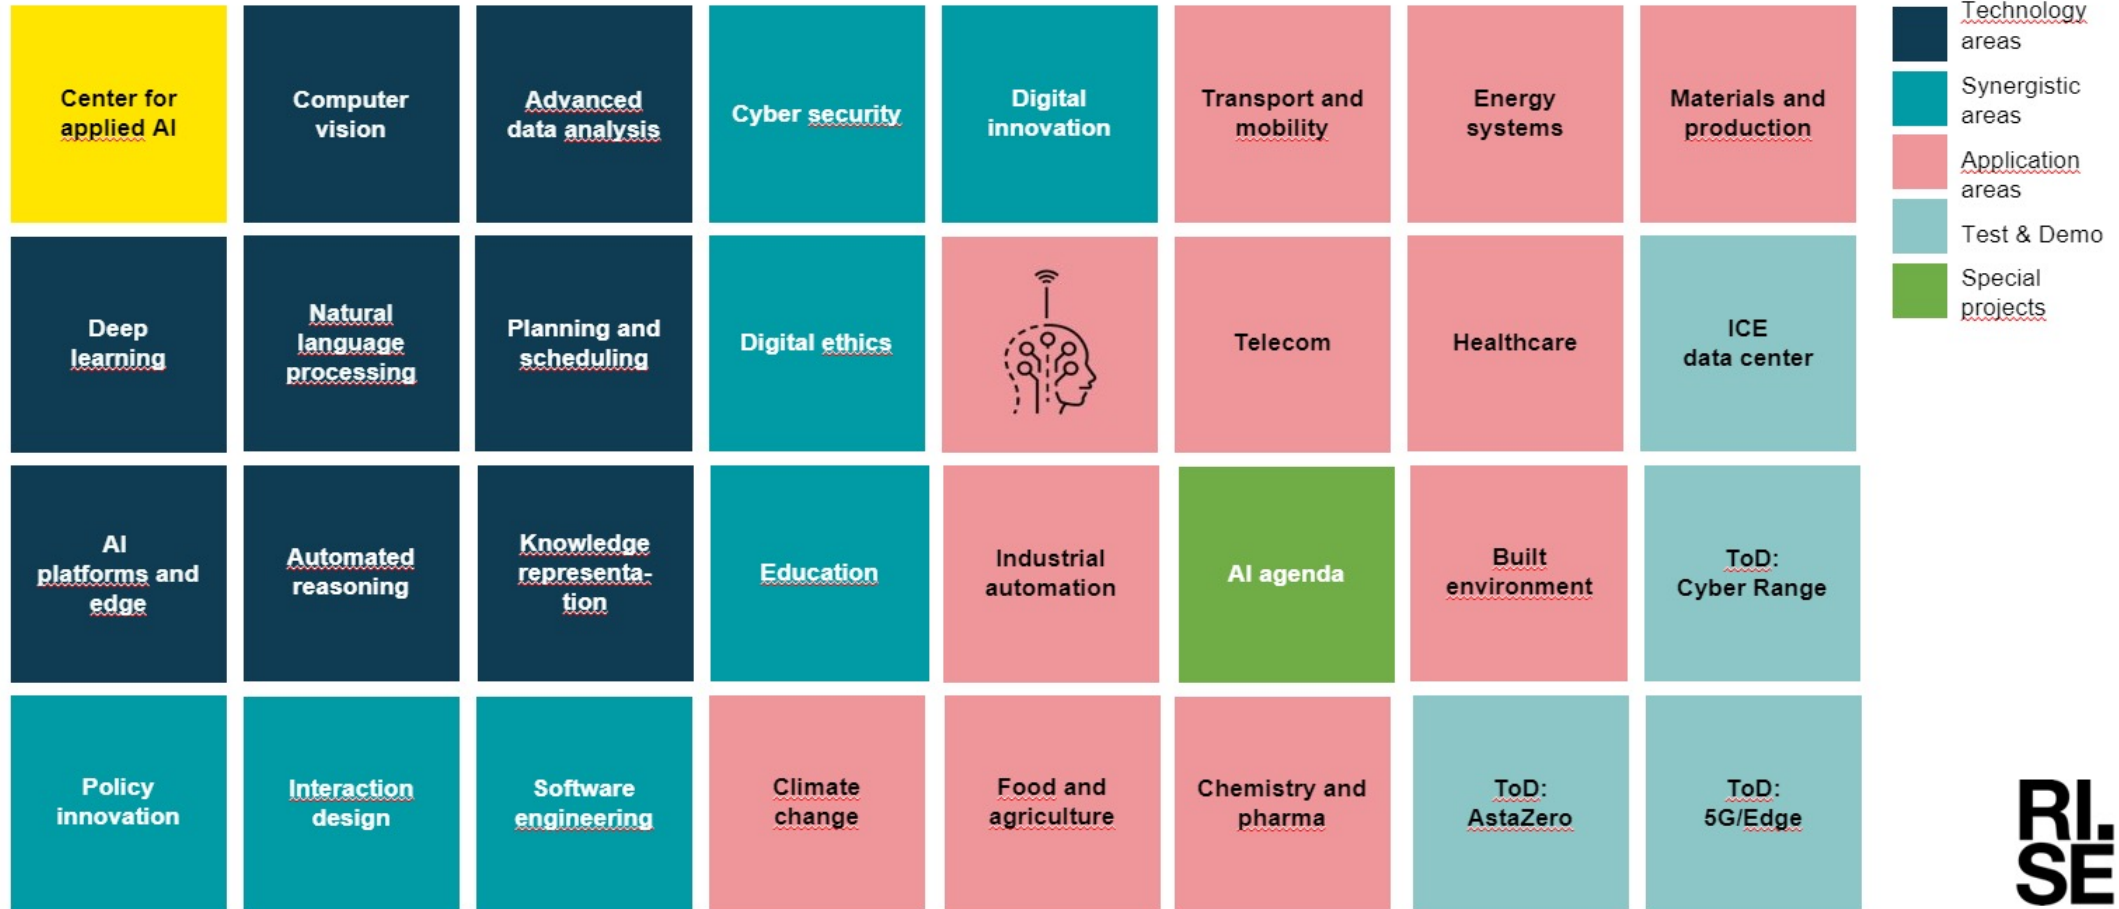 Center for
applied AI
Computer
vision
Advanced
data analysis
Cyber security
Digital
innovation
Transport and
mobility
Energy
systems
Materials and
production
Deep
learning
Natural
language
processing
Planning and
scheduling
Digital ethics
Telecom
Healthcare
ICE
data center
AI
platforms and
edge
Automated
reasoning
Knowledge
representa-
tion
Education
Industrial
automation
AI agenda
Built
environment
ToD:
Cyber Range
Policy
innovation
Interaction
design
Software
engineering
Climate
change
Food and
agriculture
Chemistry and
pharma
ToD:
AstaZero
ToD:
5G/Edge
Technology
areas
Synergistic
areas
Application
areas
Test & Demo
Special
projects
RI.
SE